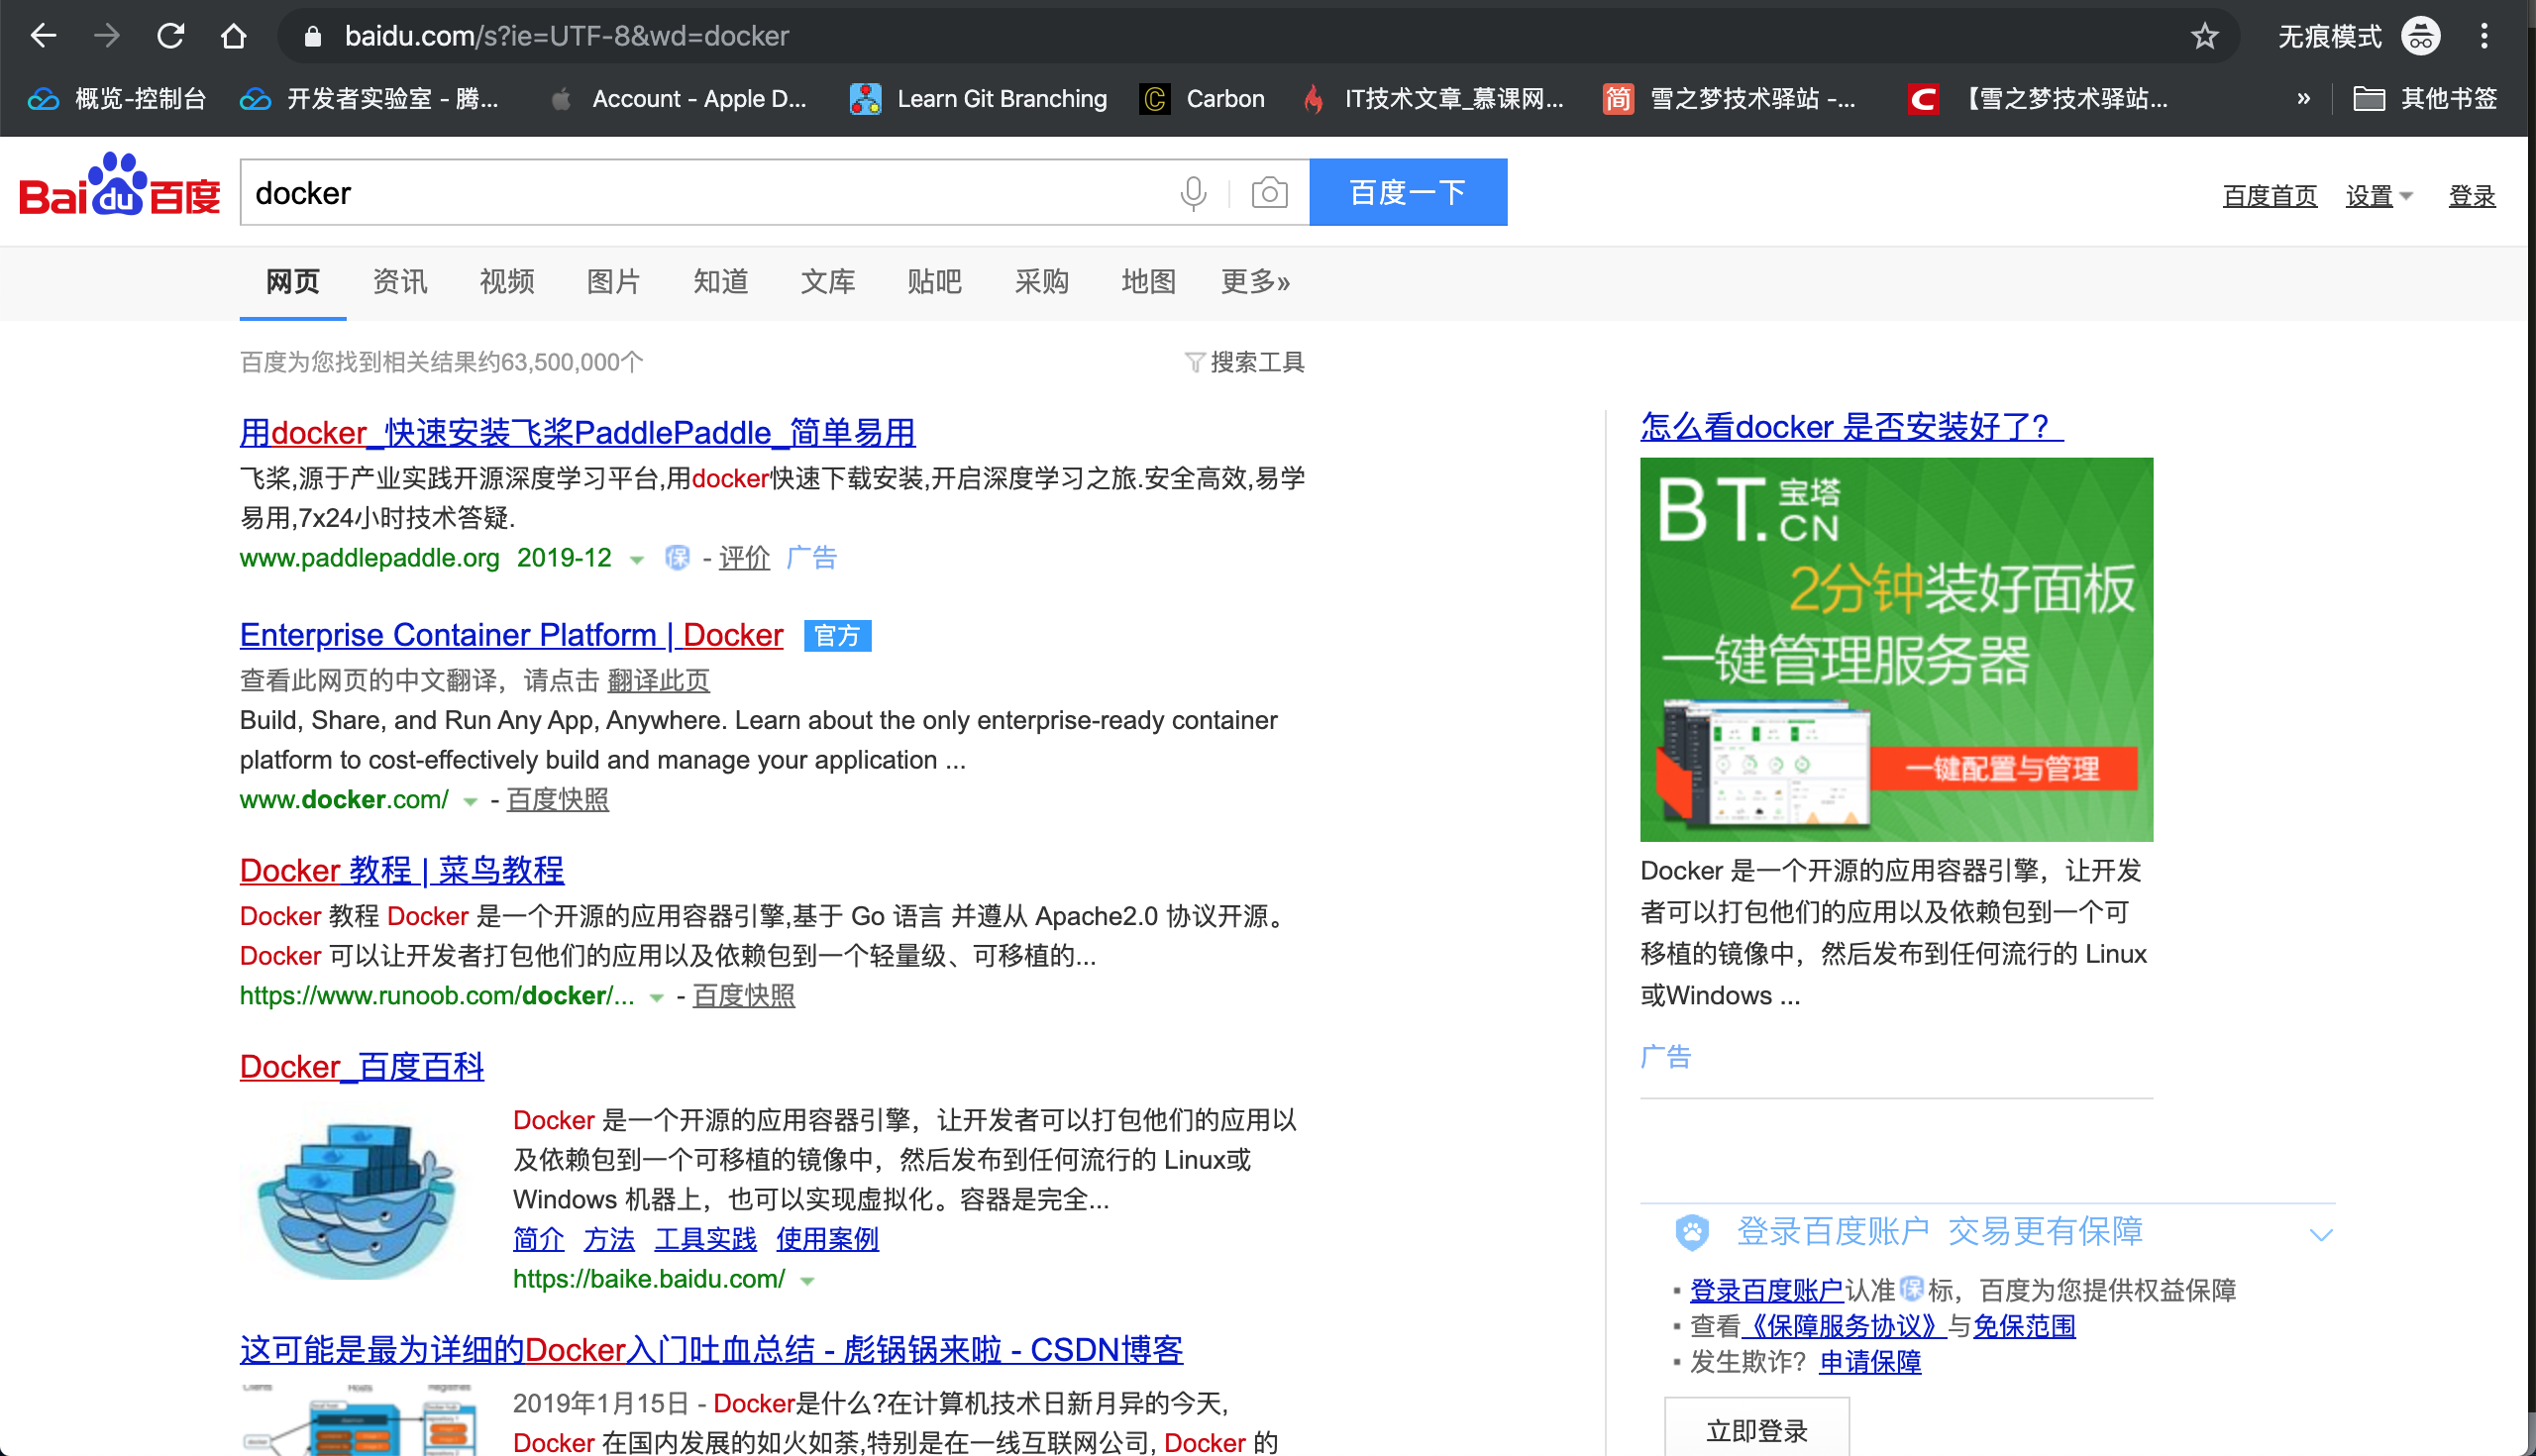 baidu.com/s?ie=UTF-8&wd=docker
无痕模式
概览-控制台
开发者实验室 - 腾...
Account - Apple D...
Learn Git Branching
Carbon
IT技术文章_慕课网...
简 雪之梦技术驿站 -...
【雪之梦技术驿站...
»
其他书签
Bai du 百度
docker
百度一下
百度首页 设置 登录
网页 资讯 视频 图片 知道 文库 贴吧 采购 地图 更多»
百度为您找到相关结果约63,500,000个
搜索工具
用docker_快速安装飞桨PaddlePaddle_简单易用
飞桨,源于产业实践开源深度学习平台,用docker快速下载安装,开启深度学习之旅.安全高效,易学
易用,7x24小时技术答疑.
www.paddlepaddle.org 2019-12 保 - 评价 广告
Enterprise Container Platform | Docker 官方
查看此网页的中文翻译，请点击 翻译此页
Build, Share, and Run Any App, Anywhere. Learn about the only enterprise-ready container
platform to cost-effectively build and manage your application ...
www.docker.com/ - 百度快照
Docker 教程 | 菜鸟教程
Docker 教程 Docker 是一个开源的应用容器引擎,基于 Go 语言 并遵从 Apache2.0 协议开源。
Docker 可以让开发者打包他们的应用以及依赖包到一个轻量级、可移植的...
https://www.runoob.com/docker/... - 百度快照
Docker_百度百科
Docker 是一个开源的应用容器引擎，让开发者可以打包他们的应用以
及依赖包到一个可移植的镜像中，然后发布到任何流行的 Linux或
Windows 机器上，也可以实现虚拟化。容器是完全...
简介 方法 工具实践 使用案例
https://baike.baidu.com/
这可能是最为详细的Docker入门吐血总结 - 彪锅锅来啦 - CSDN博客
Clients Hosts Registries
2019年1月15日 - Docker是什么?在计算机技术日新月异的今天,
Docker 在国内发展的如火如荼,特别是在一线互联网公司, Docker 的
怎么看docker 是否安装好了？
BT.宝塔
CN
2分钟装好面板
一键管理服务器
一键配置与管理
Docker 是一个开源的应用容器引擎，让开发
者可以打包他们的应用以及依赖包到一个可
移植的镜像中，然后发布到任何流行的 Linux
或Windows ...
广告
登录百度账户 交易更有保障
▪ 登录百度账户认准保标，百度为您提供权益保障
▪ 查看《保障服务协议》与免保范围
▪ 发生欺诈？申请保障
立即登录